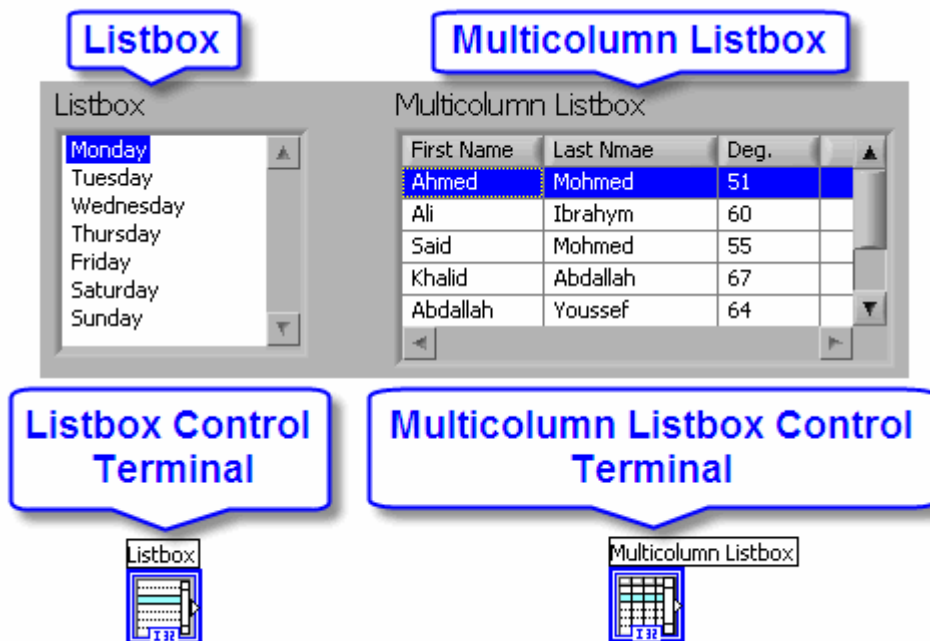 Listbox
Multicolumn Listbox
Listbox
Monday
Tuesday
Wednesday
Thursday
Friday
Saturday
Sunday
Multicolumn Listbox
First Name Last Nmae Deg.
Ahmed Mohmed 51
Ali Ibrahym 60
Said Mohmed 55
Khalid Abdallah 67
Abdallah Youssef 64
Listbox Control
Terminal
Multicolumn Listbox Control
Terminal
Listbox
I32
Multicolumn Listbox
I32